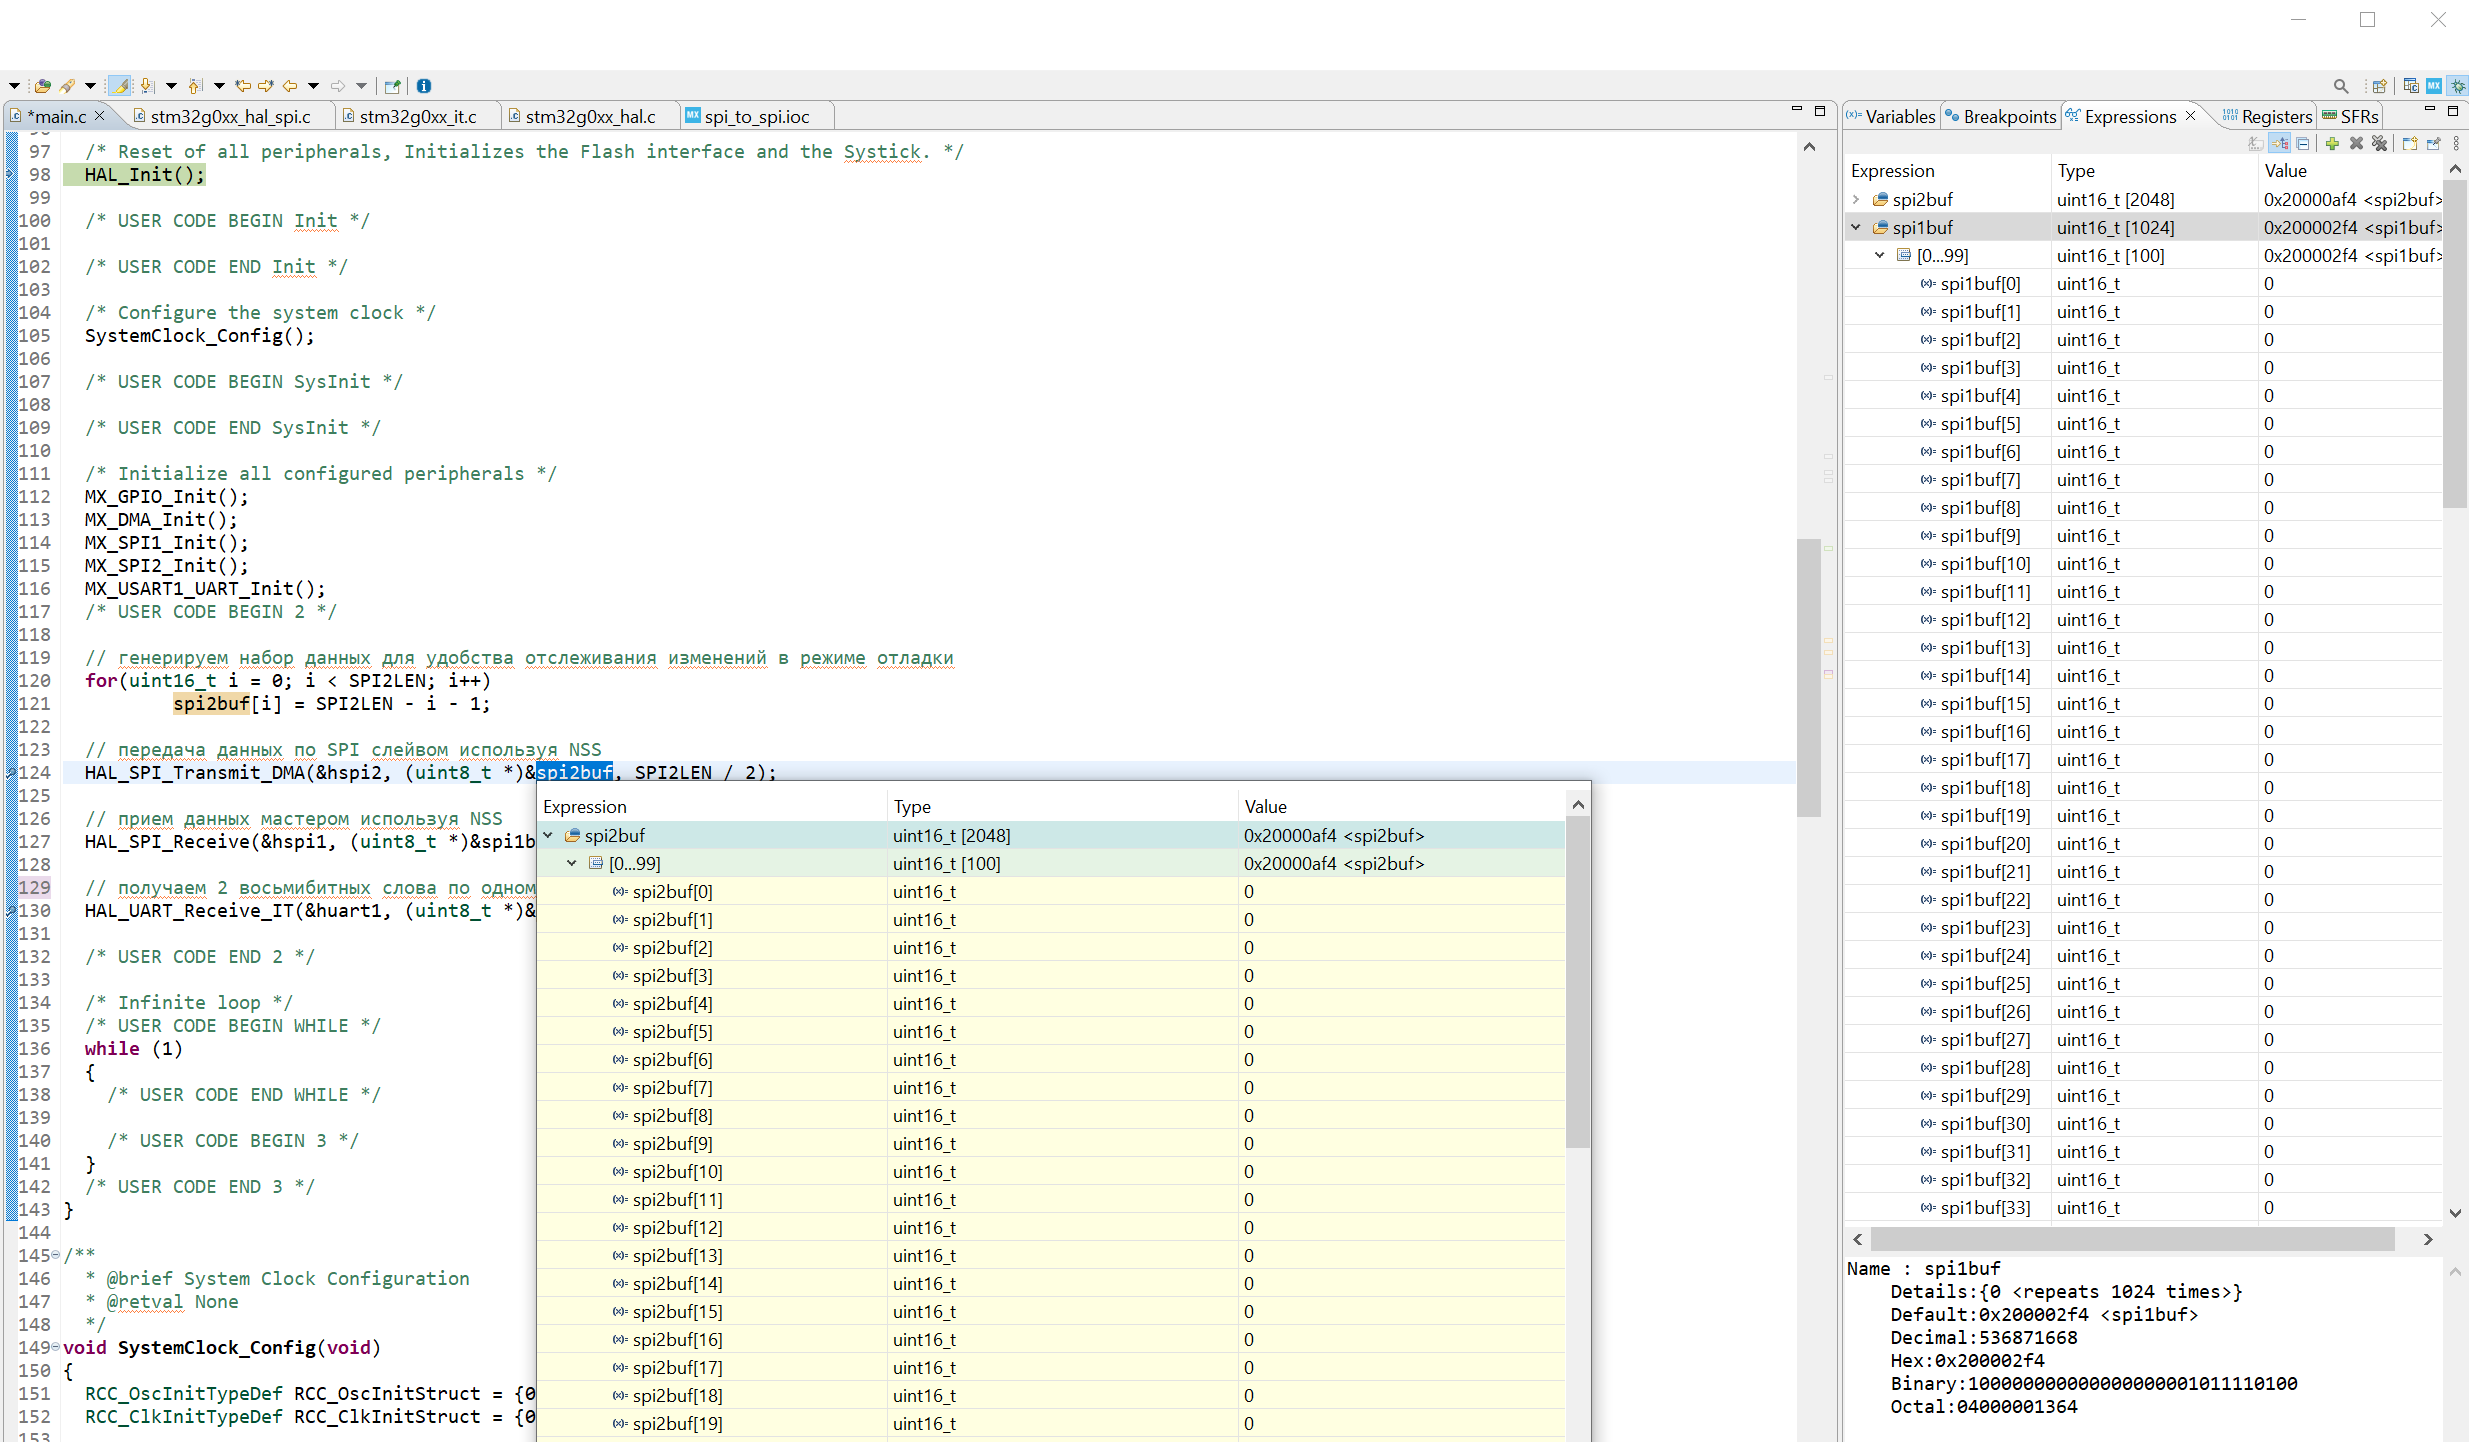 *main.c
stm32g0xx_hal_spi.c
stm32g0xx_it.c
stm32g0xx_hal.c
MX spi_to_spi.ioc
97 /* Reset of all peripherals, Initializes the Flash interface and the Systick. */
98 HAL_Init();
99
100 /* USER CODE BEGIN Init */
101
102 /* USER CODE END Init */
103
104 /* Configure the system clock */
105 SystemClock_Config();
106
107 /* USER CODE BEGIN SysInit */
108
109 /* USER CODE END SysInit */
110
111 /* Initialize all configured peripherals */
112 MX_GPIO_Init();
113 MX_DMA_Init();
114 MX_SPI1_Init();
115 MX_SPI2_Init();
116 MX_USART1_UART_Init();
117 /* USER CODE BEGIN 2 */
118
119 // генерируем набор данных для удобства отслеживания изменений в режиме отладки
120 for(uint16_t i = 0; i < SPI2LEN; i++)
121 spi2buf[i] = SPI2LEN - i - 1;
122
123 // передача данных по SPI слейвом используя NSS
124 HAL_SPI_Transmit_DMA(&hspi2, (uint8_t *)&spi2buf, SPI2LEN / 2);
125
126 // прием данных мастером используя NSS
127 HAL_SPI_Receive(&hspi1, (uint8_t *)&spi1b
128
129 // получаем 2 восьмибитных слова по одном
130 HAL_UART_Receive_IT(&huart1, (uint8_t *)&
131
132 /* USER CODE END 2 */
133
134 /* Infinite loop */
135 /* USER CODE BEGIN WHILE */
136 while (1)
137 {
138 /* USER CODE END WHILE */
139
140 /* USER CODE BEGIN 3 */
141 }
142 /* USER CODE END 3 */
143 }
144
145 /**
146 * @brief System Clock Configuration
147 * @retval None
148 */
149 void SystemClock_Config(void)
150 {
151 RCC_OscInitTypeDef RCC_OscInitStruct = {0
152 RCC_ClkInitTypeDef RCC_ClkInitStruct = {0
153
Expression Type Value
spi2buf uint16_t [2048] 0x20000af4 <spi2buf>
[0...99] uint16_t [100] 0x20000af4 <spi2buf>
spi2buf[0] uint16_t 0
spi2buf[1] uint16_t 0
spi2buf[2] uint16_t 0
spi2buf[3] uint16_t 0
spi2buf[4] uint16_t 0
spi2buf[5] uint16_t 0
spi2buf[6] uint16_t 0
spi2buf[7] uint16_t 0
spi2buf[8] uint16_t 0
spi2buf[9] uint16_t 0
spi2buf[10] uint16_t 0
spi2buf[11] uint16_t 0
spi2buf[12] uint16_t 0
spi2buf[13] uint16_t 0
spi2buf[14] uint16_t 0
spi2buf[15] uint16_t 0
spi2buf[16] uint16_t 0
spi2buf[17] uint16_t 0
spi2buf[18] uint16_t 0
spi2buf[19] uint16_t 0
MX
Variables
Breakpoints
Expressions
Registers
SFRs
Expression Type Value
spi2buf uint16_t [2048] 0x20000af4 <spi2buf>
spi1buf uint16_t [1024] 0x200002f4 <spi1buf>
[0...99] uint16_t [100] 0x200002f4 <spi1buf>
spi1buf[0] uint16_t 0
spi1buf[1] uint16_t 0
spi1buf[2] uint16_t 0
spi1buf[3] uint16_t 0
spi1buf[4] uint16_t 0
spi1buf[5] uint16_t 0
spi1buf[6] uint16_t 0
spi1buf[7] uint16_t 0
spi1buf[8] uint16_t 0
spi1buf[9] uint16_t 0
spi1buf[10] uint16_t 0
spi1buf[11] uint16_t 0
spi1buf[12] uint16_t 0
spi1buf[13] uint16_t 0
spi1buf[14] uint16_t 0
spi1buf[15] uint16_t 0
spi1buf[16] uint16_t 0
spi1buf[17] uint16_t 0
spi1buf[18] uint16_t 0
spi1buf[19] uint16_t 0
spi1buf[20] uint16_t 0
spi1buf[21] uint16_t 0
spi1buf[22] uint16_t 0
spi1buf[23] uint16_t 0
spi1buf[24] uint16_t 0
spi1buf[25] uint16_t 0
spi1buf[26] uint16_t 0
spi1buf[27] uint16_t 0
spi1buf[28] uint16_t 0
spi1buf[29] uint16_t 0
spi1buf[30] uint16_t 0
spi1buf[31] uint16_t 0
spi1buf[32] uint16_t 0
spi1buf[33] uint16_t 0
Name : spi1buf
Details:{0 <repeats 1024 times>}
Default:0x200002f4 <spi1buf>
Decimal:536871668
Hex:0x200002f4
Binary:100000000000000000001011110100
Octal:04000001364